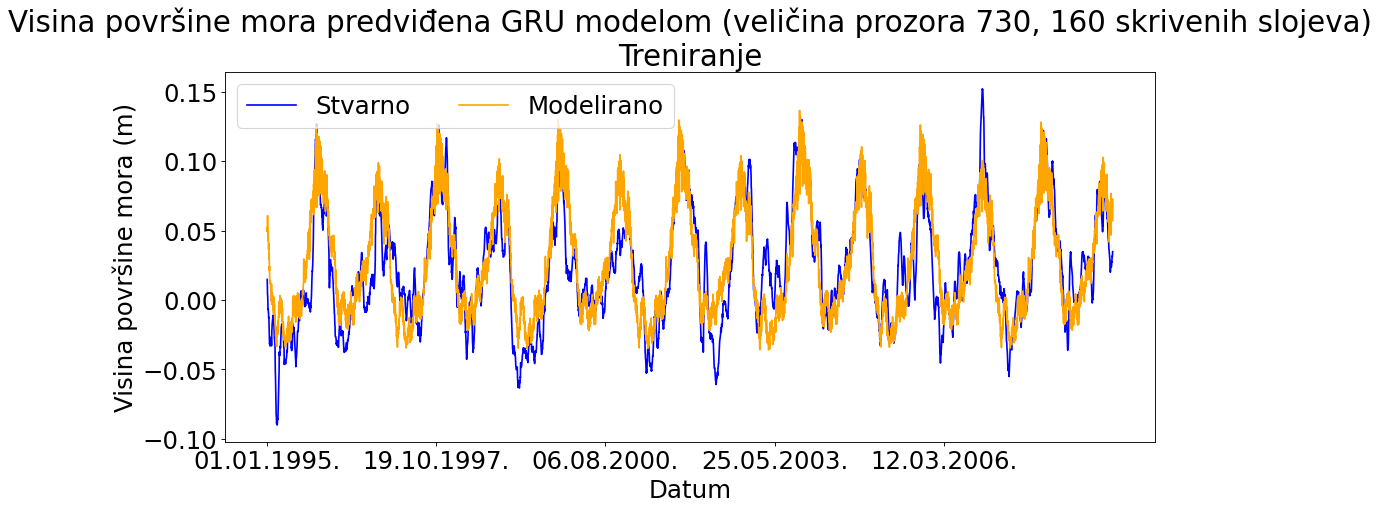 Visina površine mora predviđena GRU modelom (veličina prozora 730, 160 skrivenih slojeva)
Treniranje
Stvarno
Modelirano
Visina površine mora (m)
0.15
0.10
0.05
0.00
−0.05
−0.10
01.01.1995.
19.10.1997.
06.08.2000.
25.05.2003.
12.03.2006.
Datum